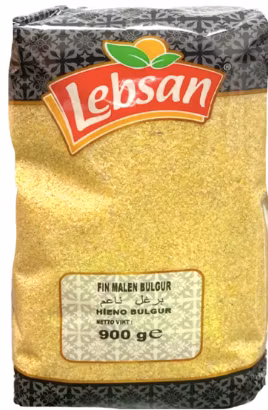 Lebsan®
FIN MALEN BULGUR
برغل ناعم
HIENO BULGUR
NETTO VIKT:
900 g℮